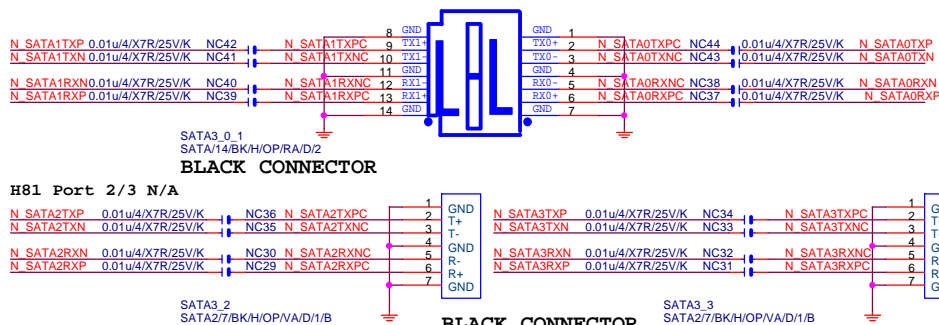 8 GND GND 1
N_SATA1TXP 0.01u/4/X7R/25V/K NC42 N_SATA1TXPC 9 TX1+ TX0+ 2 N_SATA0TXPC NC44 0.01u/4/X7R/25V/K N_SATA0TXP
N_SATA1TXN 0.01u/4/X7R/25V/K NC41 N_SATA1TXNC 10 TX1- TX0- 3 N_SATA0TXNC NC43 0.01u/4/X7R/25V/K N_SATA0TXN
11 GND GND 4
N_SATA1RXN 0.01u/4/X7R/25V/K NC40 N_SATA1RXNC 12 RX1- RX0- 5 N_SATA0RXNC NC38 0.01u/4/X7R/25V/K N_SATA0RXN
N_SATA1RXP 0.01u/4/X7R/25V/K NC39 N_SATA1RXPC 13 RX1+ RX0+ 6 N_SATA0RXPC NC37 0.01u/4/X7R/25V/K N_SATA0RXP
14 GND GND 7
SATA3_0_1
SATA/14/BK/H/OP/RA/D/2
BLACK CONNECTOR
H81 Port 2/3 N/A
1 GND 1 G
N_SATA2TXP 0.01u/4/X7R/25V/K NC36 N_SATA2TXPC 2 T+ N_SATA3TXP 0.01u/4/X7R/25V/K NC34 N_SATA3TXPC 2
N_SATA2TXN 0.01u/4/X7R/25V/K NC35 N_SATA2TXNC 3 T- N_SATA3TXN 0.01u/4/X7R/25V/K NC33 N_SATA3TXNC 3
4 GND 4 G
N_SATA2RXN 0.01u/4/X7R/25V/K NC30 N_SATA2RXNC 5 R- N_SATA3RXN 0.01u/4/X7R/25V/K NC32 N_SATA3RXNC 5 R
N_SATA2RXP 0.01u/4/X7R/25V/K NC29 N_SATA2RXPC 6 R+ N_SATA3RXP 0.01u/4/X7R/25V/K NC31 N_SATA3RXPC 6 R
7 GND 7 G
SATA3_2 SATA3_3
SATA2/7/BK/H/OP/VA/D/1/B BLACK CONNECTOR SATA2/7/BK/H/OP/VA/D/1/B